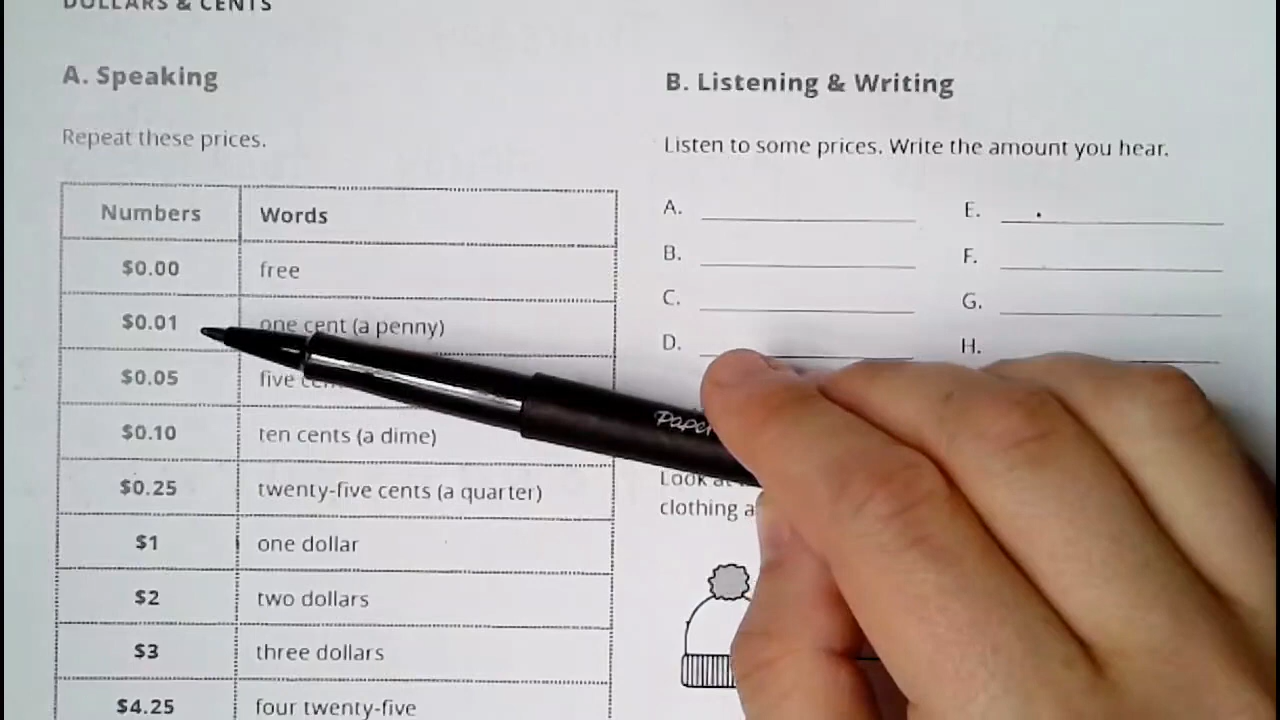 DOLLARS & CENTS
A. Speaking
Repeat these prices.
Numbers Words
$0.00 free
$0.01 one cent (a penny)
$0.05 five
$0.10 ten cents (a dime)
$0.25 twenty-five cents (a quarter)
$1 one dollar
$2 two dollars
$3 three dollars
$4.25 four twenty-five
B. Listening & Writing
Listen to some prices. Write the amount you hear.
A. E.
B. F.
C. G.
D. H.
Paper
Look at
clothing a